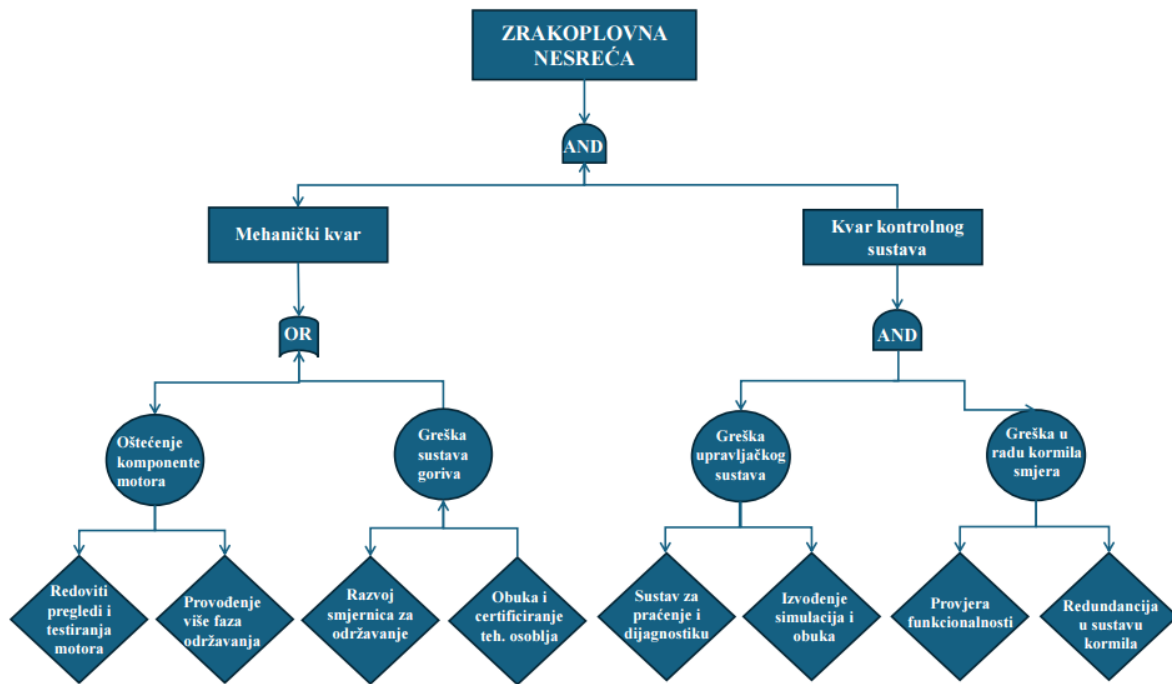 ZRAKOPLOVNA
NESREĆA
AND
Mehanički kvar
Kvar kontrolnog
sustava
OR
AND
Oštećenje
komponente
motora
Greška
sustava
goriva
Greška
upravljačkog
sustava
Greška u
radu kormila
smjera
Redoviti
pregledi i
testiranja
motora
Provođenje
više faza
održavanja
Razvoj
smjernica za
održavanje
Obuka i
certificiranje
teh. osoblja
Sustav za
praćenje i
dijagnostiku
Izvođenje
simulacija i
obuka
Provjera
funkcionalnosti
Redundancija
u sustavu
kormila